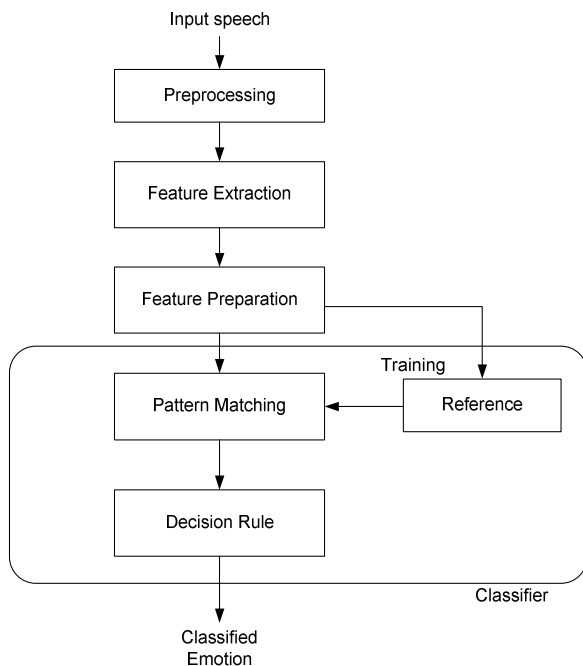 Input speech
Preprocessing
Feature Extraction
Feature Preparation
Training
Pattern Matching
Reference
Decision Rule
Classifier
Classified
Emotion